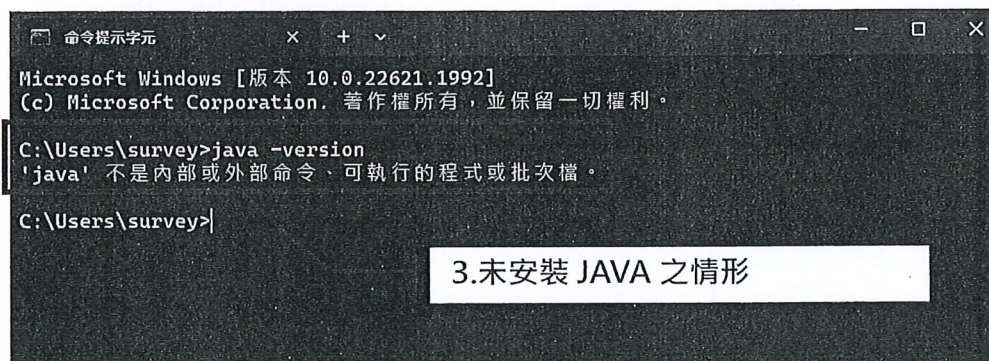 命令提示字元
Microsoft Windows [版本 10.0.22621.1992]
(c) Microsoft Corporation. 著作權所有，並保留一切權利。
C:\Users\survey>java -version
'java' 不是內部或外部命令、可執行的程式或批次檔。
C:\Users\survey>
3.未安裝 JAVA 之情形